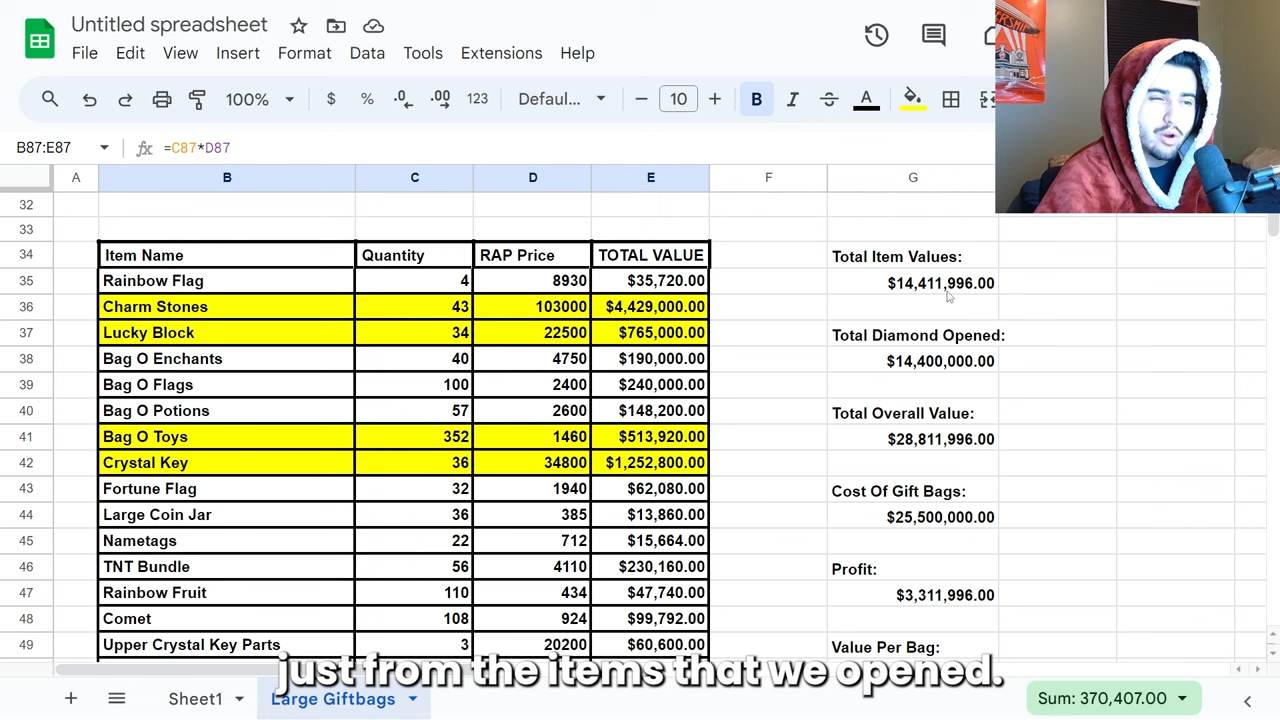 Untitled spreadsheet
File Edit View Insert Format Data Tools Extensions Help
100% $ % .0 .00 123 Defaul... 10 B I A
B87:E87 fx =C87*D87
A B C D E F G
32
33
34 Item Name Quantity RAP Price TOTAL VALUE Total Item Values:
35 Rainbow Flag 4 8930 $35,720.00 $14,411,996.00
36 Charm Stones 43 103000 $4,429,000.00
37 Lucky Block 34 22500 $765,000.00 Total Diamond Opened:
38 Bag O Enchants 40 4750 $190,000.00 $14,400,000.00
39 Bag O Flags 100 2400 $240,000.00
40 Bag O Potions 57 2600 $148,200.00 Total Overall Value:
41 Bag O Toys 352 1460 $513,920.00 $28,811,996.00
42 Crystal Key 36 34800 $1,252,800.00
43 Fortune Flag 32 1940 $62,080.00 Cost Of Gift Bags:
44 Large Coin Jar 36 385 $13,860.00 $25,500,000.00
45 Nametags 22 712 $15,664.00
46 TNT Bundle 56 4110 $230,160.00 Profit:
47 Rainbow Fruit 110 434 $47,740.00 $3,311,996.00
48 Comet 108 924 $99,792.00
49 Upper Crystal Key Parts 3 20200 $60,600.00 Value Per Bag:
just from the items that we opened.
Sheet1 Large Giftbags Sum: 370,407.00